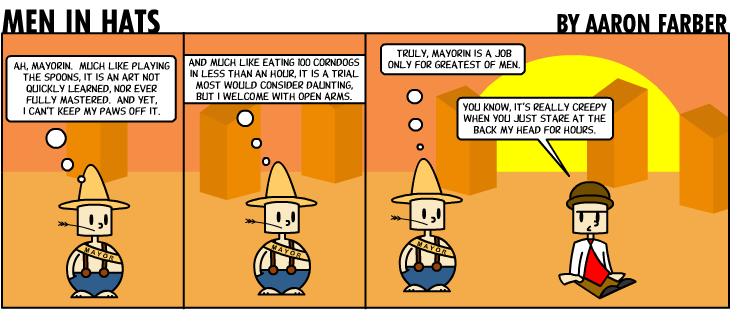 MEN IN HATS
BY AARON FARBER
AH, MAYORIN. MUCH LIKE PLAYING
THE SPOONS, IT IS AN ART NOT
QUICKLY LEARNED, NOR EVER
FULLY MASTERED. AND YET,
I CAN'T KEEP MY PAWS OFF IT.
MAYOR
AND MUCH LIKE EATING 100 CORNDOGS
IN LESS THAN AN HOUR, IT IS A TRIAL
MOST WOULD CONSIDER DAUNTING,
BUT I WELCOME WITH OPEN ARMS.
MAYOR
TRULY, MAYORIN IS A JOB
ONLY FOR GREATEST OF MEN.
YOU KNOW, IT'S REALLY CREEPY
WHEN YOU JUST STARE AT THE
BACK MY HEAD FOR HOURS.
MAYOR